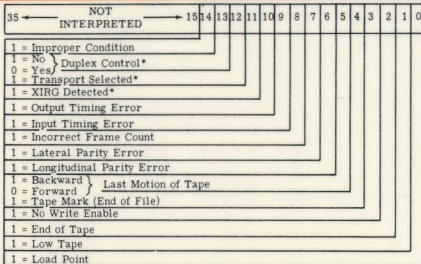 NOT
35 INTERPRETED 15 14 13 12 11 10 9 8 7 6 5 4 3 2 1 0
1 = Improper Condition
1 = No
0 = Yes } Duplex Control*
1 = Transport Selected*
1 = XIRG Detected*
1 = Output Timing Error
1 = Input Timing Error
1 = Incorrect Frame Count
1 = Lateral Parity Error
1 = Longitudinal Parity Error
1 = Backward
0 = Forward } Last Motion of Tape
1 = Tape Mark (End of File)
1 = No Write Enable
1 = End of Tape
1 = Low Tape
1 = Load Point